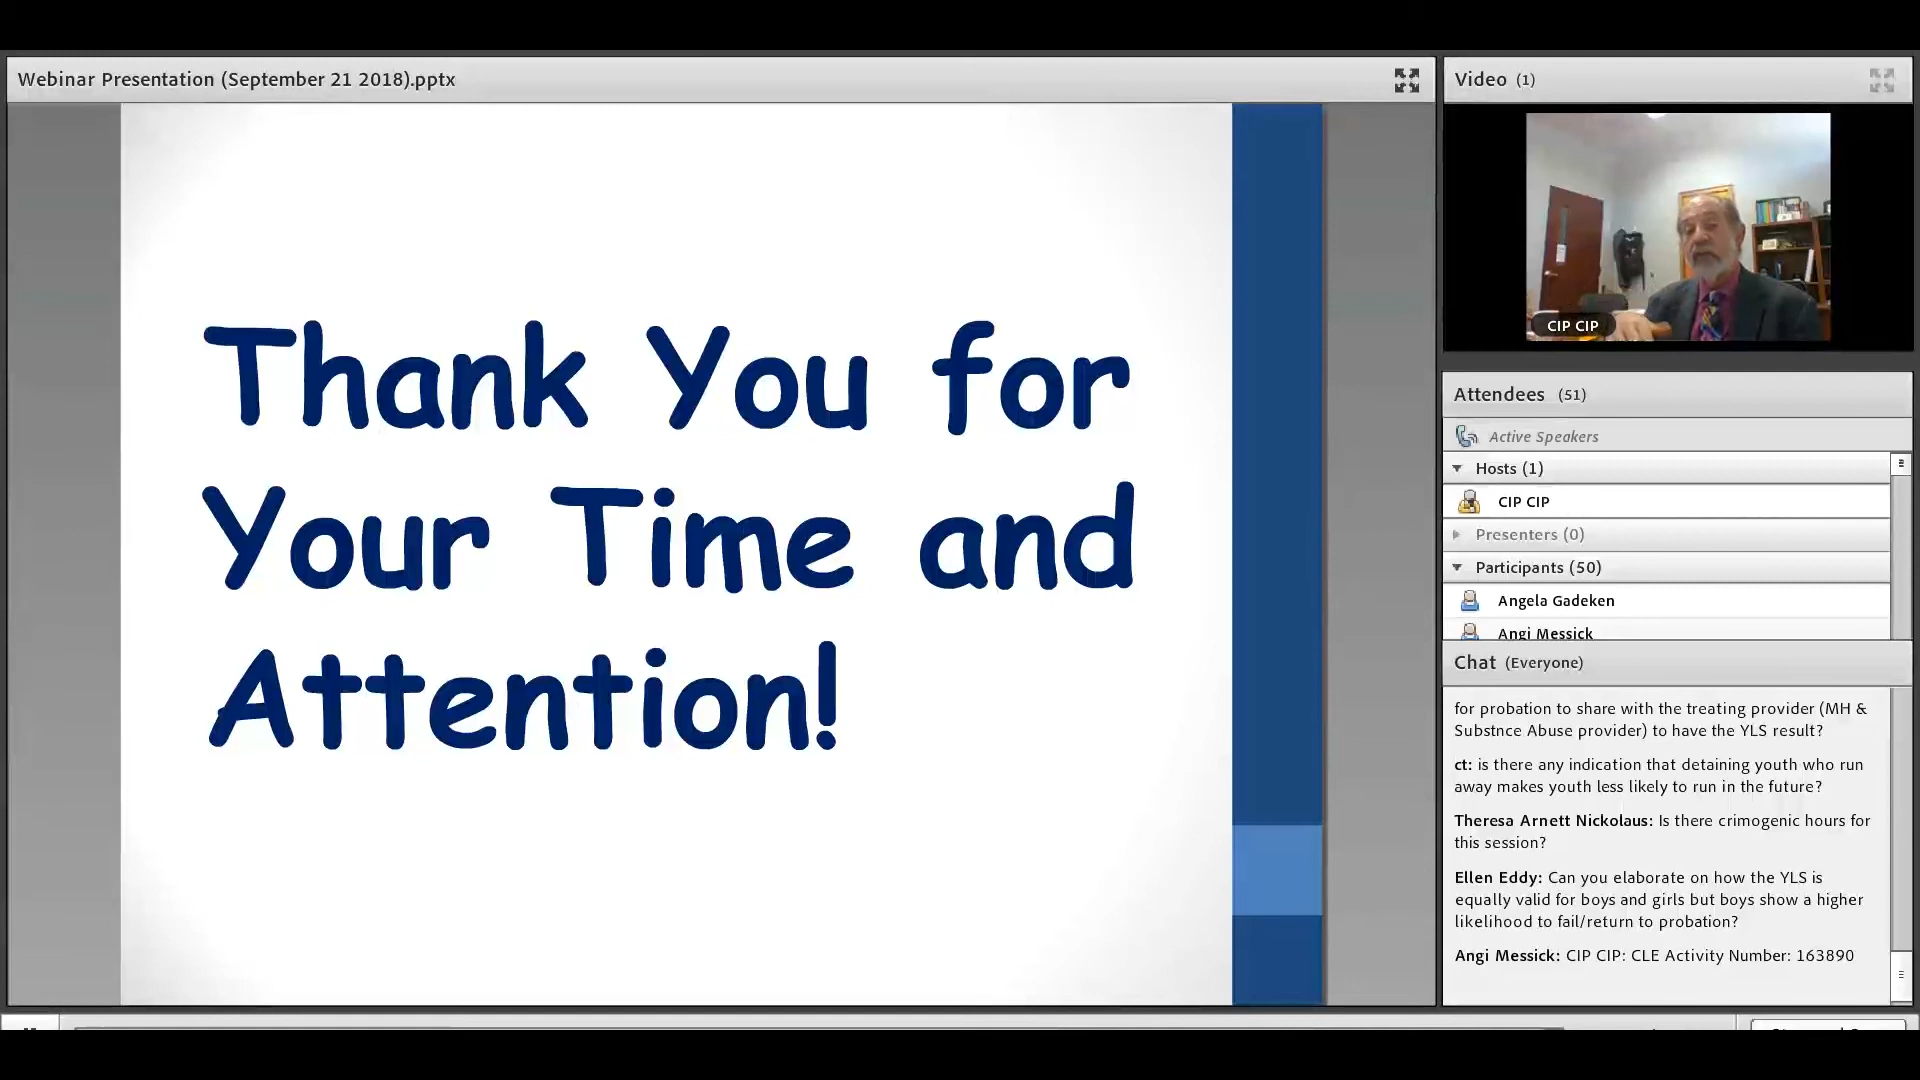 Webinar Presentation (September 21 2018).pptx
Thank You for
Your Time and
Attention!
Video (1)
CIP CIP
Attendees (51)
Active Speakers
Hosts (1)
CIP CIP
Presenters (0)
Participants (50)
Angela Gadeken
Angi Messick
Chat (Everyone)
for probation to share with the treating provider (MH &
Substnce Abuse provider) to have the YLS result?
ct: is there any indication that detaining youth who run
away makes youth less likely to run in the future?
Theresa Arnett Nickolaus: Is there crimogenic hours for
this session?
Ellen Eddy: Can you elaborate on how the YLS is
equally valid for boys and girls but boys show a higher
likelihood to fail/return to probation?
Angi Messick: CIP CIP: CLE Activity Number: 163890